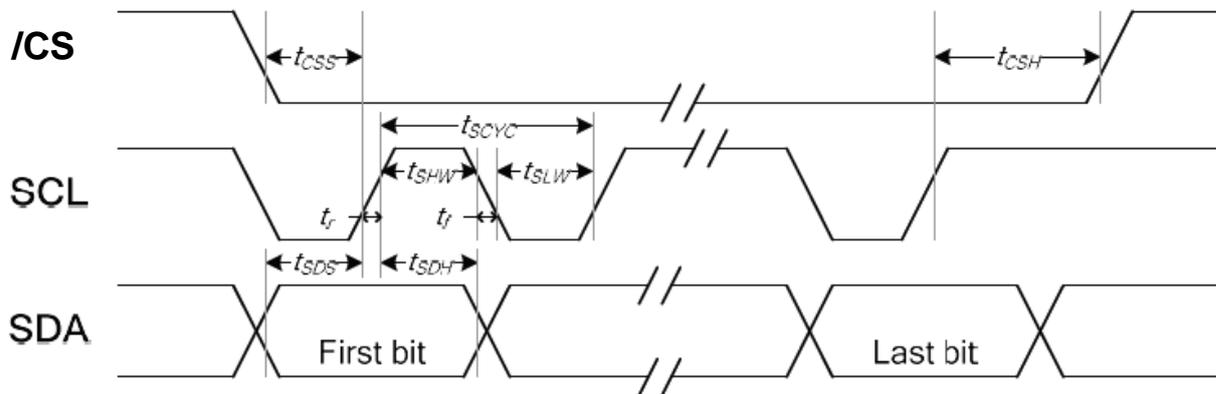 /CS
tCSS
tCSH
tSCYC
SCL
tSHW
tSLW
tr
tf
tSDS
tSDH
SDA
First bit
Last bit